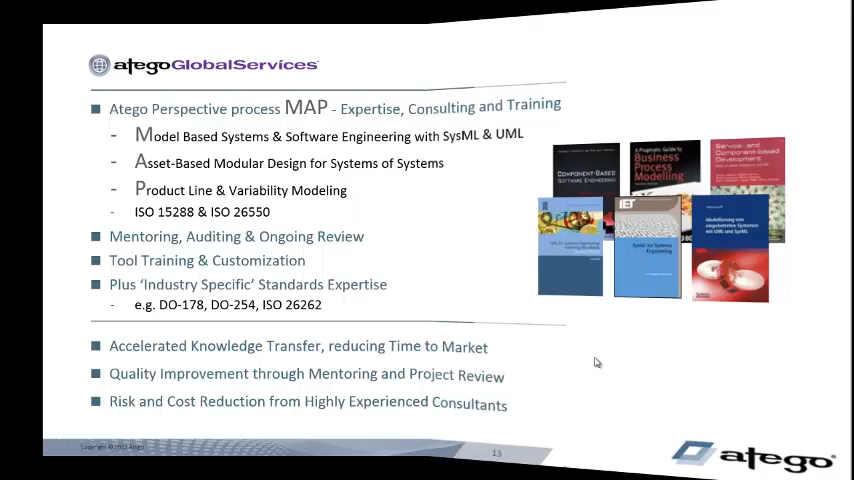 ategoGlobalServices
Atego Perspective process MAP - Expertise, Consulting and Training
- Model Based Systems & Software Engineering with SysML & UML
- Asset-Based Modular Design for Systems of Systems
- Product Line & Variability Modeling
- ISO 15288 & ISO 26550
Mentoring, Auditing & Ongoing Review
Tool Training & Customization
Plus ‘Industry Specific’ Standards Expertise
- e.g. DO-178, DO-254, ISO 26262
Accelerated Knowledge Transfer, reducing Time to Market
Quality Improvement through Mentoring and Project Review
Risk and Cost Reduction from Highly Experienced Consultants
COMPONENT-BASED
SOFTWARE ENGINEERING
A Pragmatic Guide to
Business
Process
Modelling
Service- and
Component-based
Development
IET
SysML for Systems
Engineering
Modellierung von
eingebetteten Systemen
mit UML und SysML
13
atego